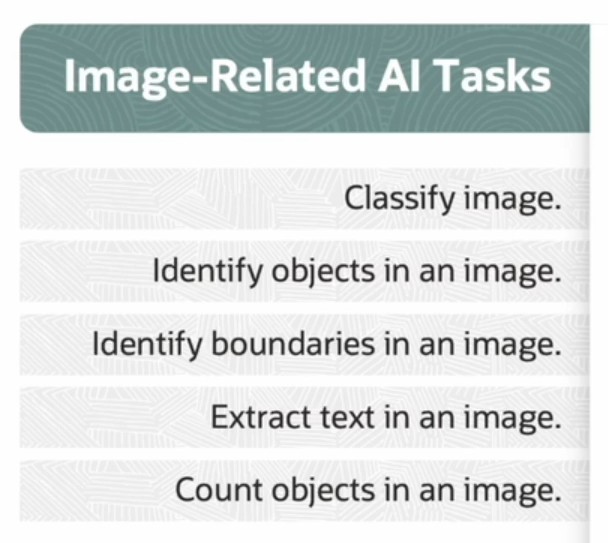 Image-Related AI Tasks
Classify image.
Identify objects in an image.
Identify boundaries in an image.
Extract text in an image.
Count objects in an image.